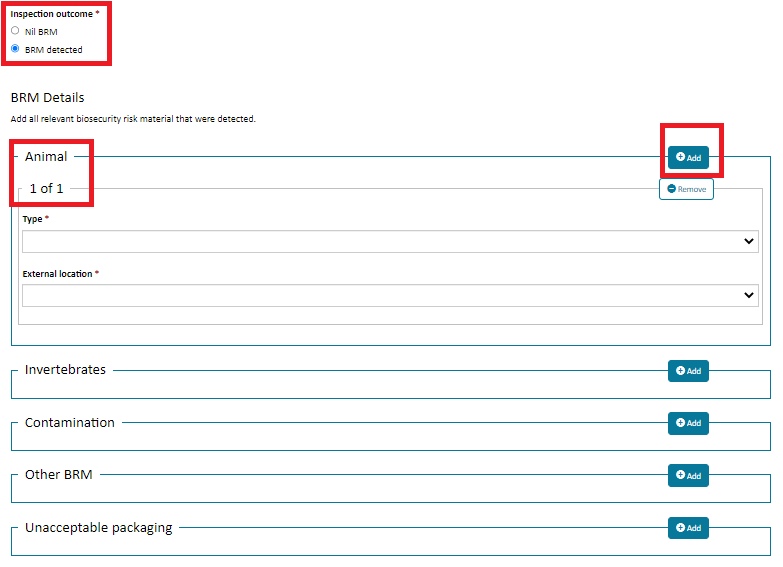 Inspection outcome *
Nil BRM
BRM detected
BRM Details
Add all relevant biosecurity risk material that were detected.
Animal
Add
1 of 1
Remove
Type *
External location *
Invertebrates
Add
Contamination
Add
Other BRM
Add
Unacceptable packaging
Add